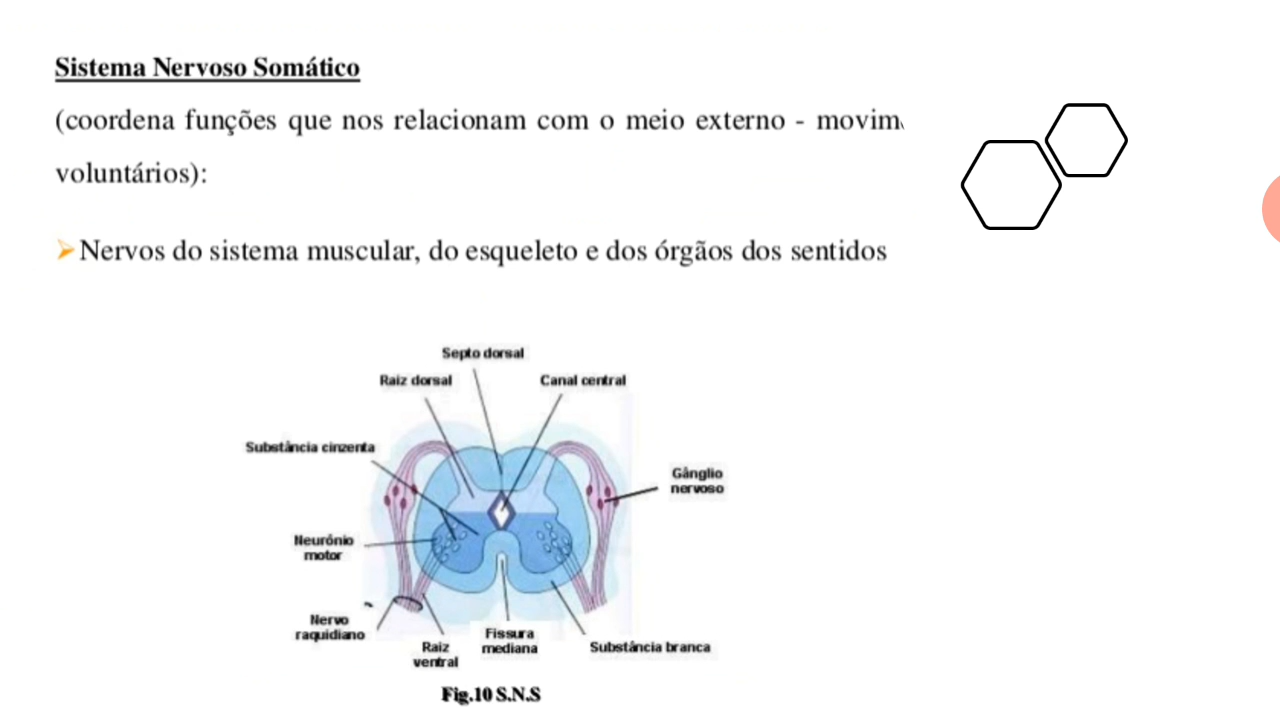 Sistema Nervoso Somático
(coordena funções que nos relacionam com o meio externo - movim
voluntários):
Nervos do sistema muscular, do esqueleto e dos órgãos dos sentidos
Septo dorsal
Raiz dorsal
Canal central
Substância cinzenta
Gânglio
nervoso
Neurónio
motor
Nervo
raquidiano
Raiz
ventral
Fissura
mediana
Substância branca
Fig.10 S.N.S